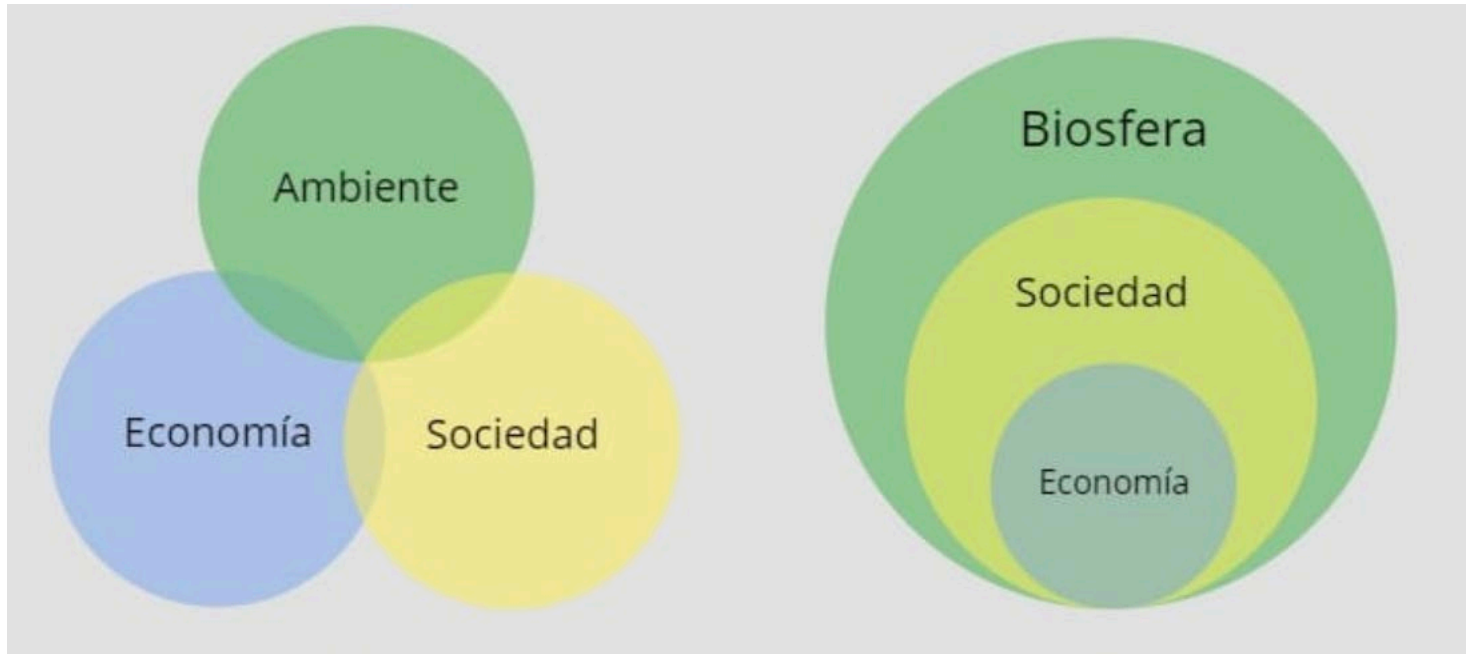 Ambiente
Economía
Sociedad
Biosfera
Sociedad
Economía